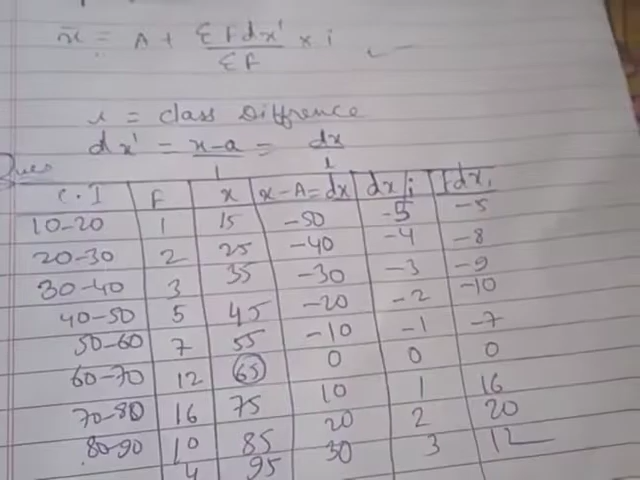 x̄ = A + ΣFdx' / ΣF × i
i = class Diffrence
dx' = x-a / i = dx / i
Ques
C.I F x x-A=dx dx/i fdx,
10-20 1 15 -50 -5 -5
20-30 2 25 -40 -4 -8
30-40 3 35 -30 -3 -9
40-50 5 45 -20 -2 -10
50-60 7 55 -10 -1 -7
60-70 12 65 0 0 0
70-80 16 75 10 1 16
80-90 10 85 20 2 20
4 95 30 3 12